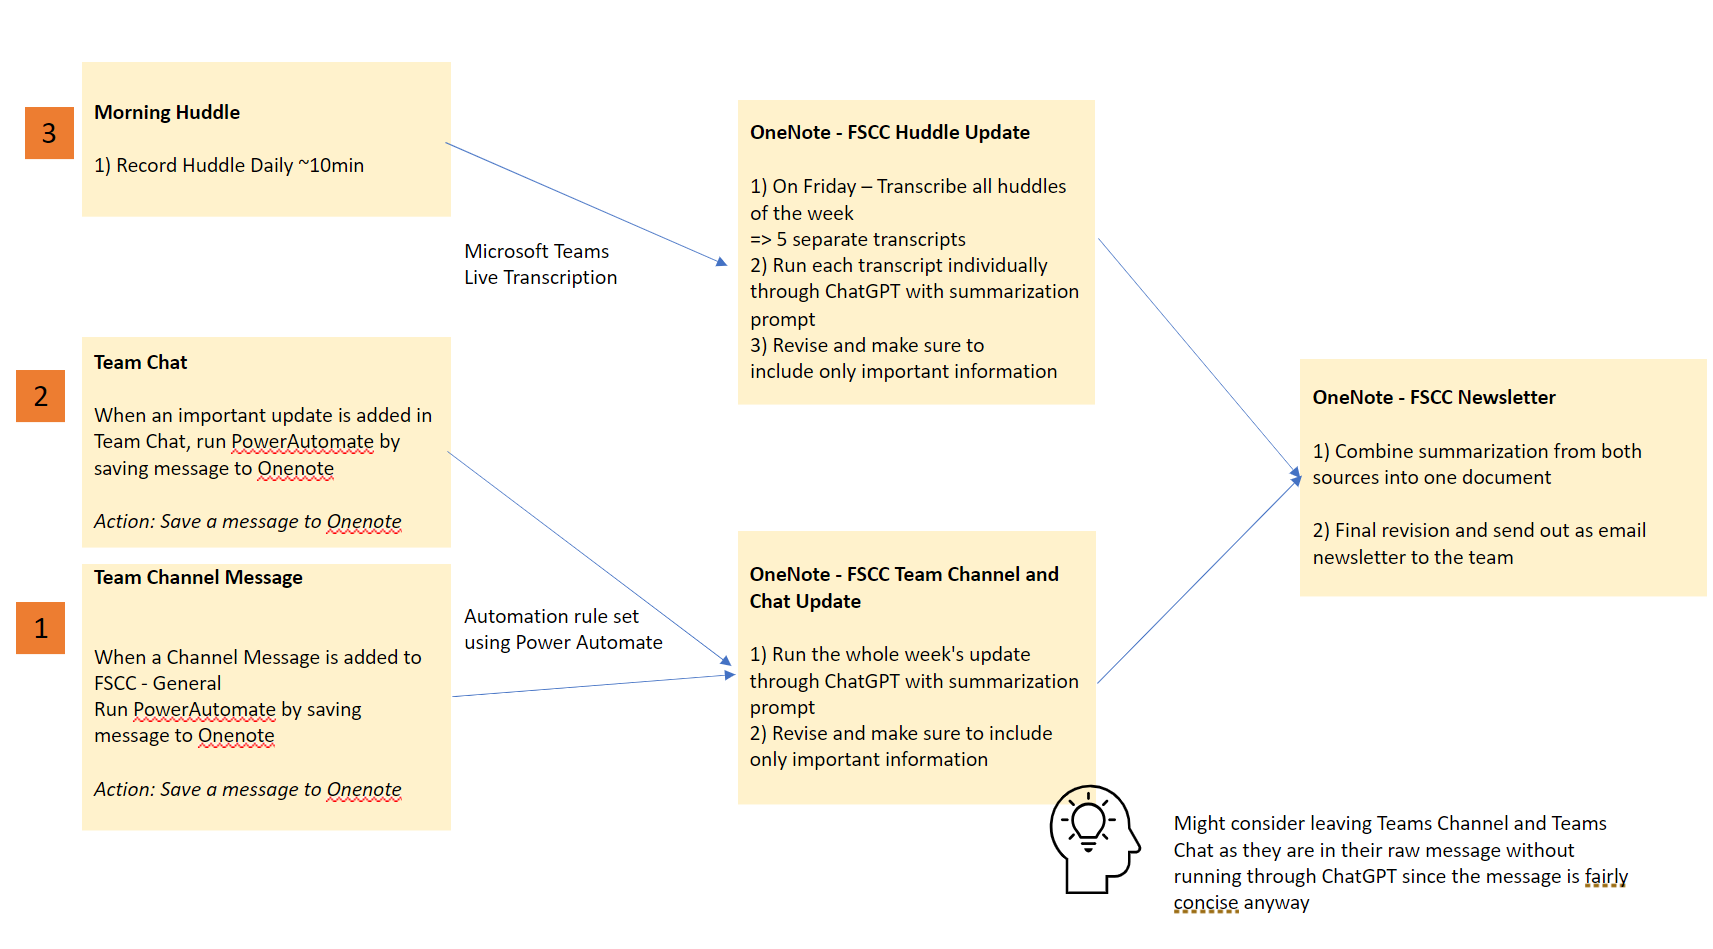 3
Morning Huddle
1) Record Huddle Daily ~10min
Microsoft Teams
Live Transcription
2
Team Chat
When an important update is added in
Team Chat, run PowerAutomate by
saving message to Onenote
Action: Save a message to Onenote
1
Team Channel Message
When a Channel Message is added to
FSCC - General
Run PowerAutomate by saving
message to Onenote
Action: Save a message to Onenote
Automation rule set
using Power Automate
OneNote - FSCC Huddle Update
1) On Friday – Transcribe all huddles
of the week
=> 5 separate transcripts
2) Run each transcript individually
through ChatGPT with summarization
prompt
3) Revise and make sure to
include only important information
OneNote - FSCC Team Channel and
Chat Update
1) Run the whole week's update
through ChatGPT with summarization
prompt
2) Revise and make sure to include
only important information
OneNote - FSCC Newsletter
1) Combine summarization from both
sources into one document
2) Final revision and send out as email
newsletter to the team
Might consider leaving Teams Channel and Teams
Chat as they are in their raw message without
running through ChatGPT since the message is fairly
concise anyway